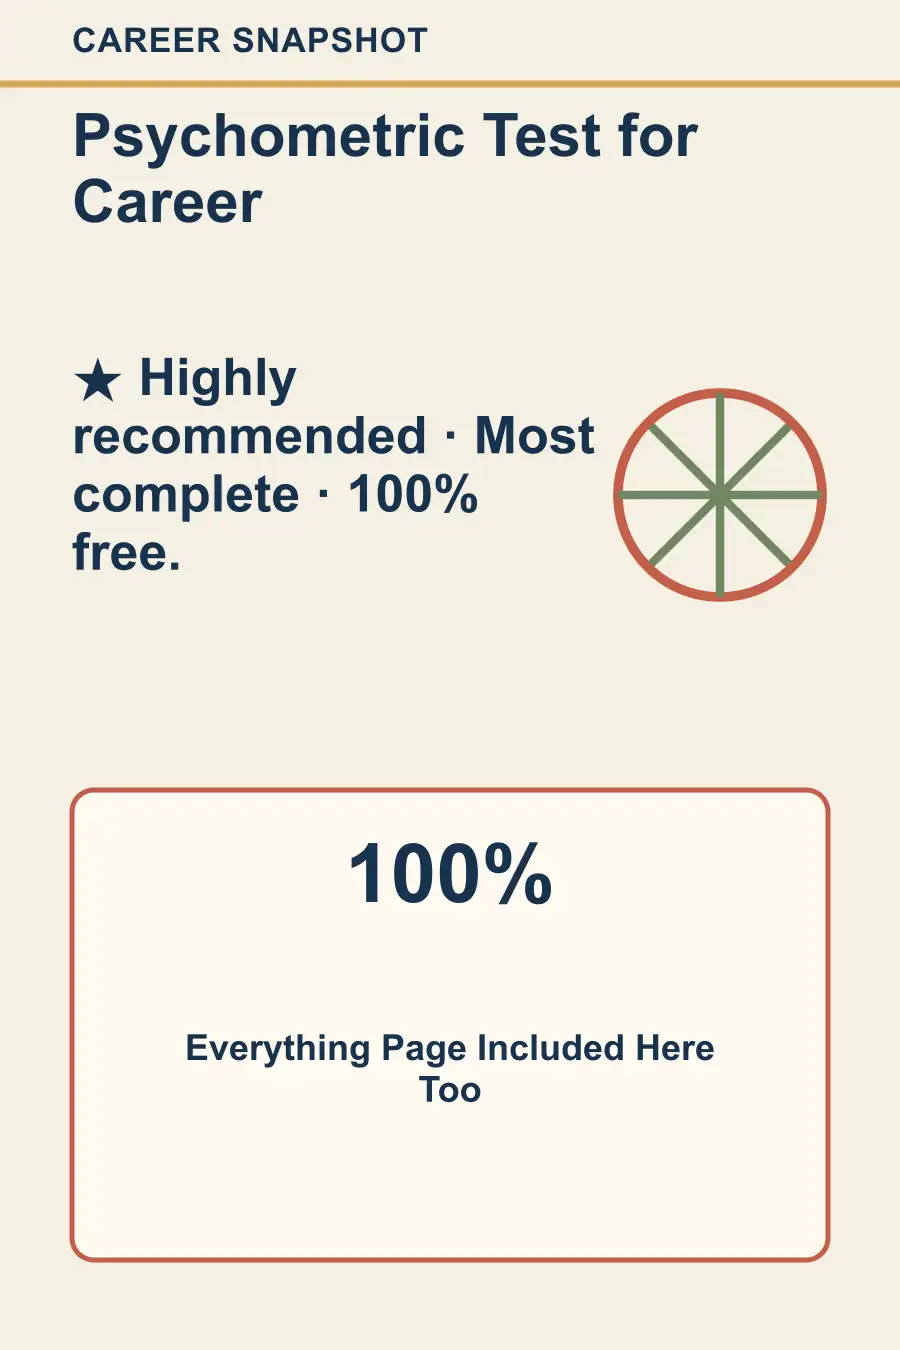 CAREER SNAPSHOT
Psychometric Test for
Career
★ Highly
recommended · Most
complete · 100%
free.
100%
Everything Page Included Here
Too